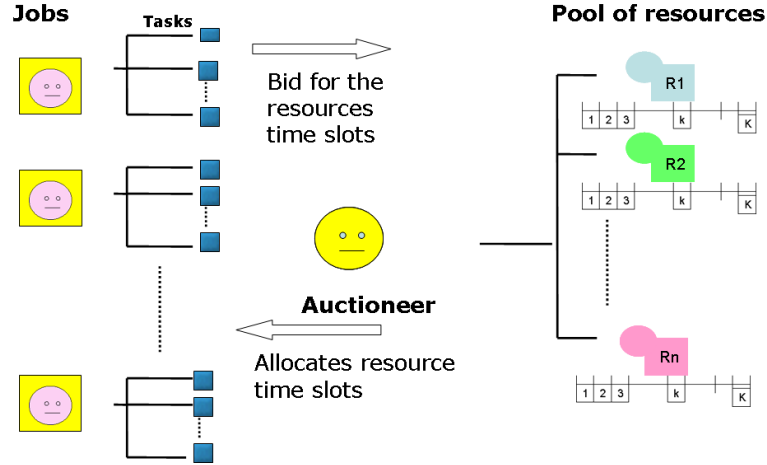 Jobs
Tasks
Pool of resources
Bid for the
resources
time slots
R1
1 2 3 k K
R2
1 2 3 k K
Auctioneer
Allocates resource
time slots
Rn
1 2 3 k K